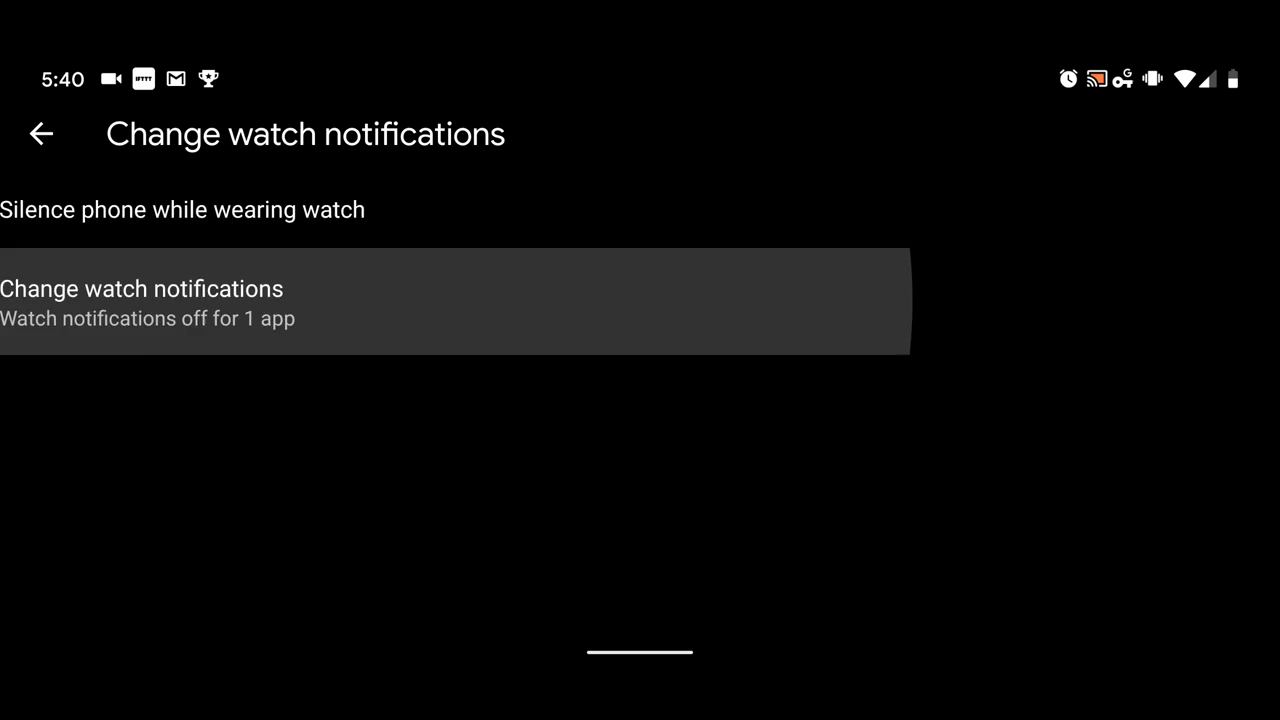 5:40 IFTTT
Change watch notifications
Silence phone while wearing watch
Change watch notifications
Watch notifications off for 1 app